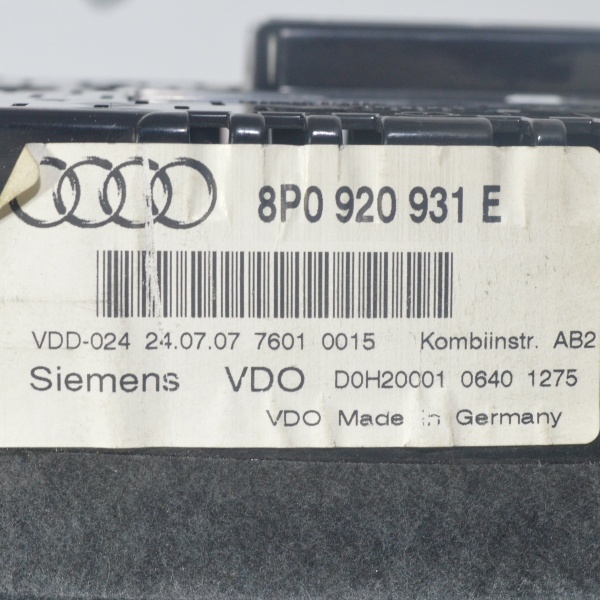 8P0 920 931 E
VDD-024 24.07.07 7601 0015 Kombiinstr. AB2
Siemens VDO D0H20001 0640 1275
VDO Made in Germany